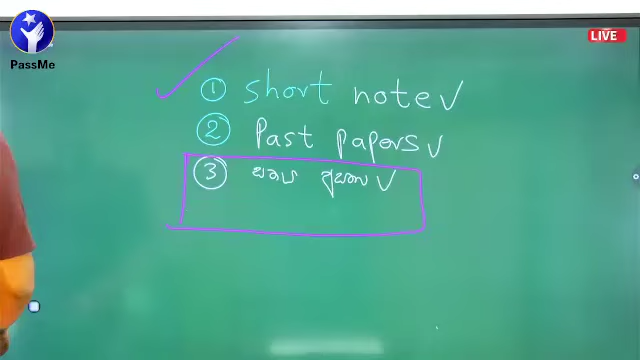 PassMe
LIVE
① Short note ✓
② Past papers ✓
③